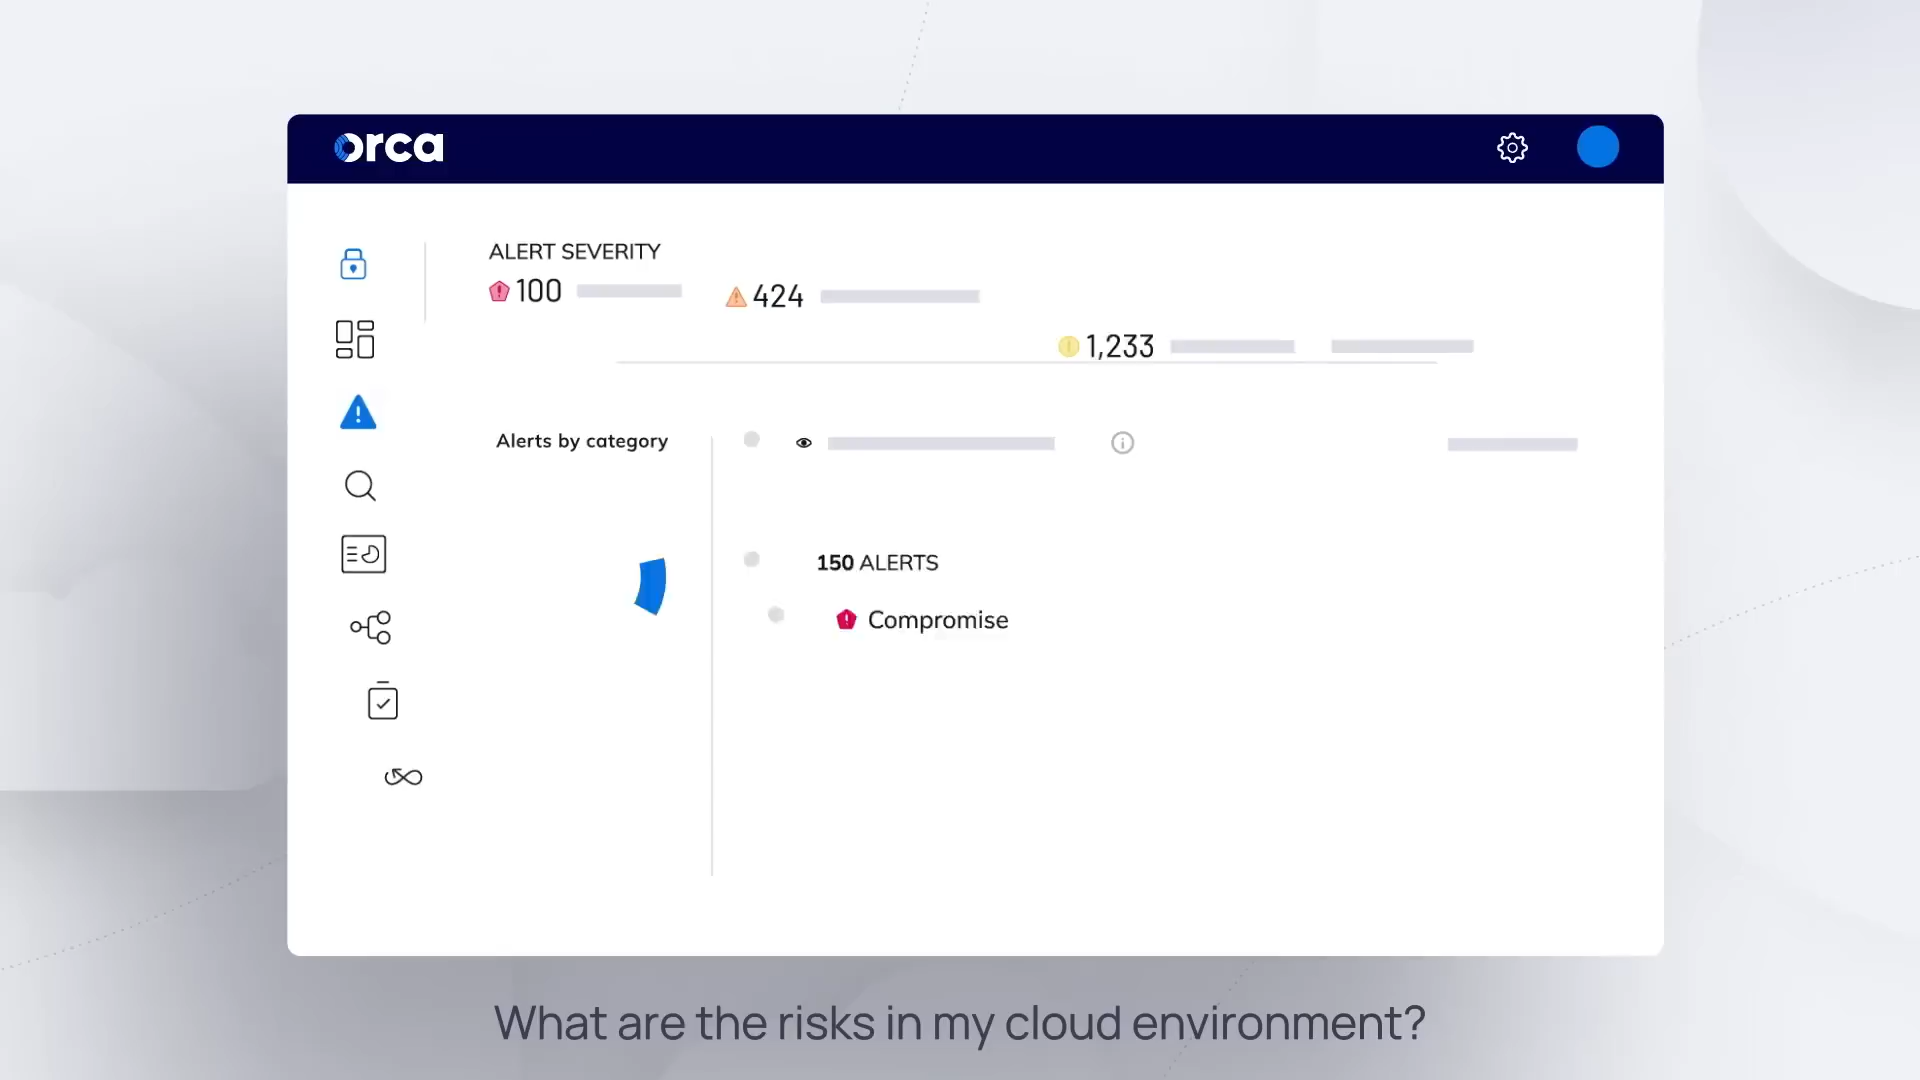 orca
ALERT SEVERITY
100
424
1,233
Alerts by category
150 ALERTS
Compromise
What are the risks in my cloud environment?